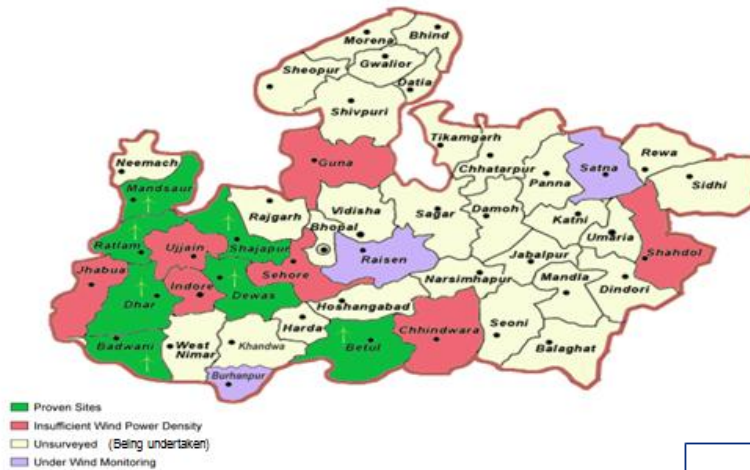 Morena
Bhind
Gwalior
Sheopur
Datia
Shivpuri
Tikamgarh
Neemach
Guna
Chhatarpur
Satna
Rewa
Panna
Sidhi
Mandsaur
Rajgarh
Vidisha
Sagar
Damoh
Katni
Umaria
Bhopal
Ratlam
Ujjain
Shajapur
Raisen
Jabalpur
Shahdol
Jhabua
Indore
Sehore
Narsimhapur
Mandla
Dindori
Dhar
Dewas
Hoshangabad
Harda
Chhindwara
Seoni
Badwani
West
Nimar
Khandwa
Betul
Balaghat
Burhanpur
Proven Sites
Insufficient Wind Power Density
Unsurveyed (Being undertaken)
Under Wind Monitoring